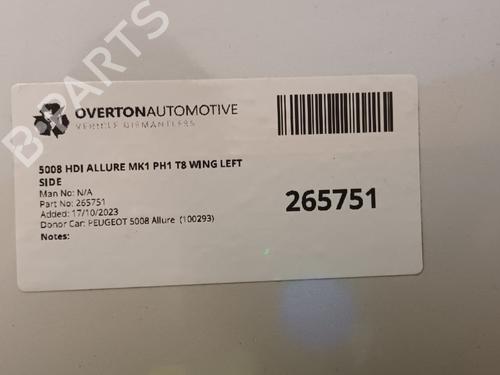 B-PARTS
OVERTONAUTOMOTIVE
VEHICLE DISMANTLERS
5008 HDI ALLURE MK1 PH1 T8 WING LEFT
SIDE
Man No: N/A
Part No: 265751
Added: 17/10/2023
Donor Car: PEUGEOT 5008 Allure (100293)
Notes:
265751